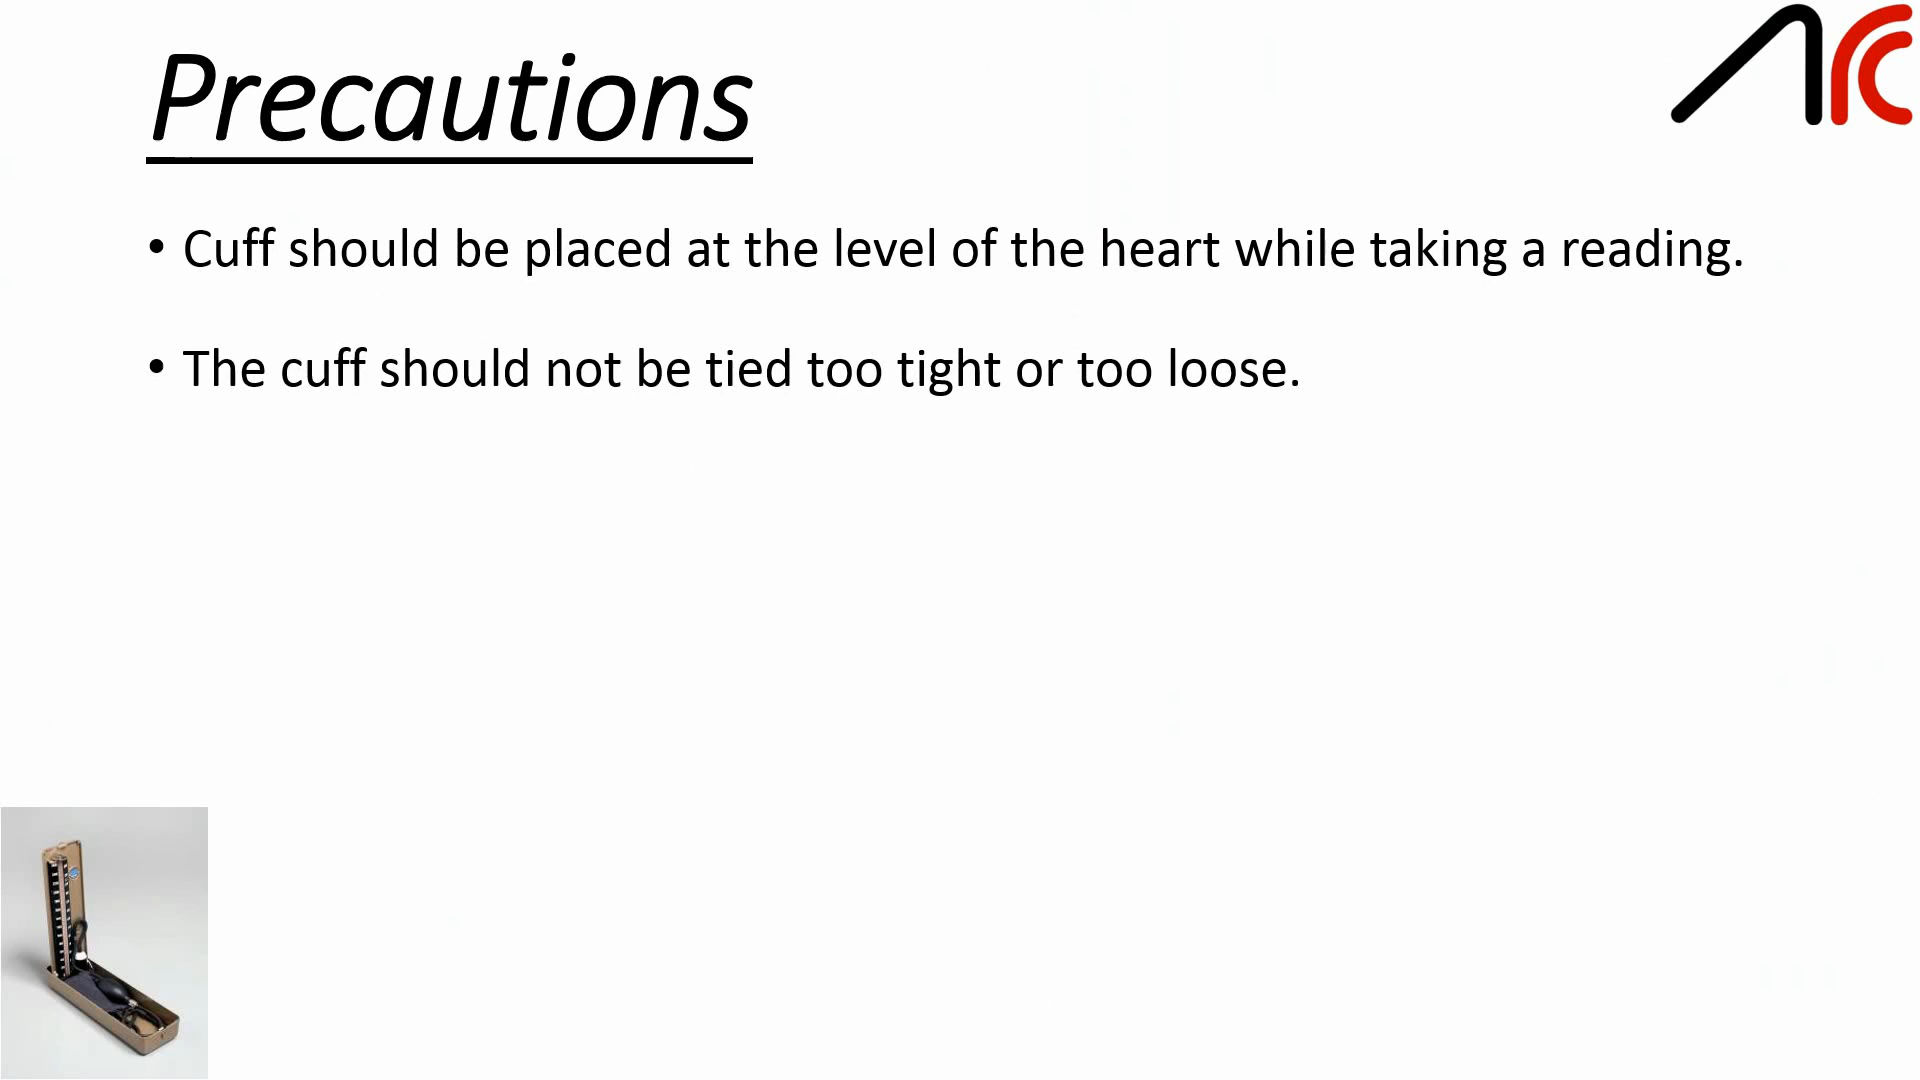 Precautions
• Cuff should be placed at the level of the heart while taking a reading.
• The cuff should not be tied too tight or too loose.